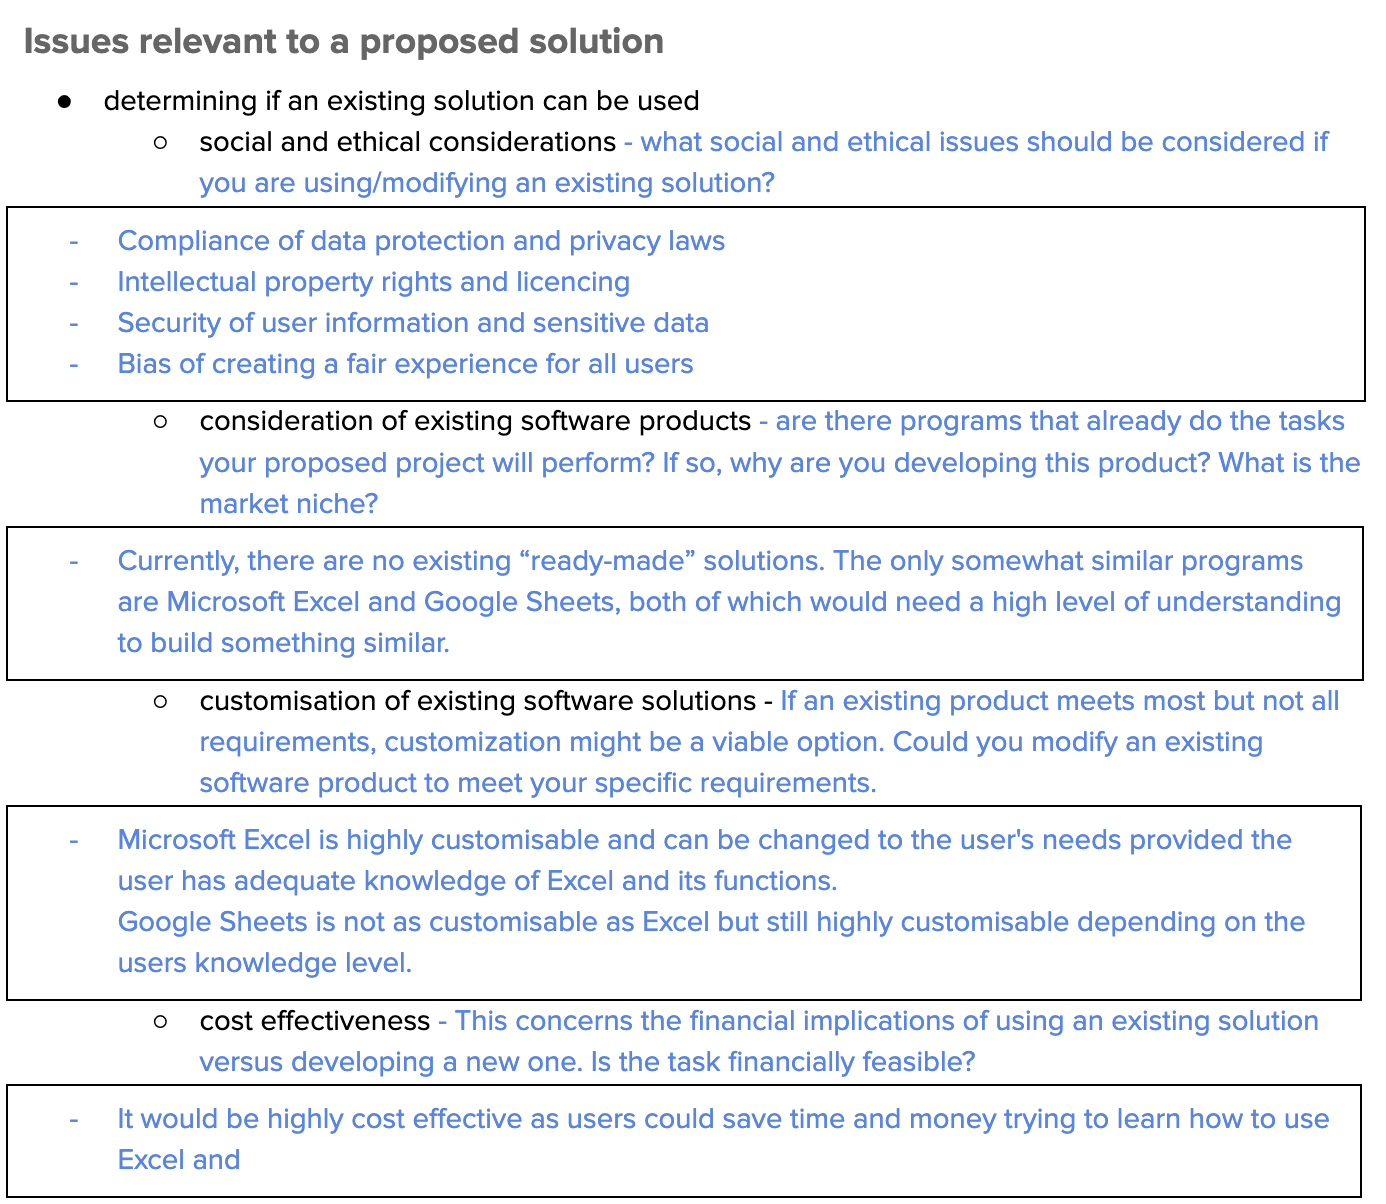 Issues relevant to a proposed solution
● determining if an existing solution can be used
○ social and ethical considerations - what social and ethical issues should be considered if
you are using/modifying an existing solution?
- Compliance of data protection and privacy laws
- Intellectual property rights and licencing
- Security of user information and sensitive data
- Bias of creating a fair experience for all users
○ consideration of existing software products - are there programs that already do the tasks
your proposed project will perform? If so, why are you developing this product? What is the
market niche?
- Currently, there are no existing “ready-made” solutions. The only somewhat similar programs
are Microsoft Excel and Google Sheets, both of which would need a high level of understanding
to build something similar.
○ customisation of existing software solutions - If an existing product meets most but not all
requirements, customization might be a viable option. Could you modify an existing
software product to meet your specific requirements.
- Microsoft Excel is highly customisable and can be changed to the user's needs provided the
user has adequate knowledge of Excel and its functions.
Google Sheets is not as customisable as Excel but still highly customisable depending on the
users knowledge level.
○ cost effectiveness - This concerns the financial implications of using an existing solution
versus developing a new one. Is the task financially feasible?
- It would be highly cost effective as users could save time and money trying to learn how to use
Excel and